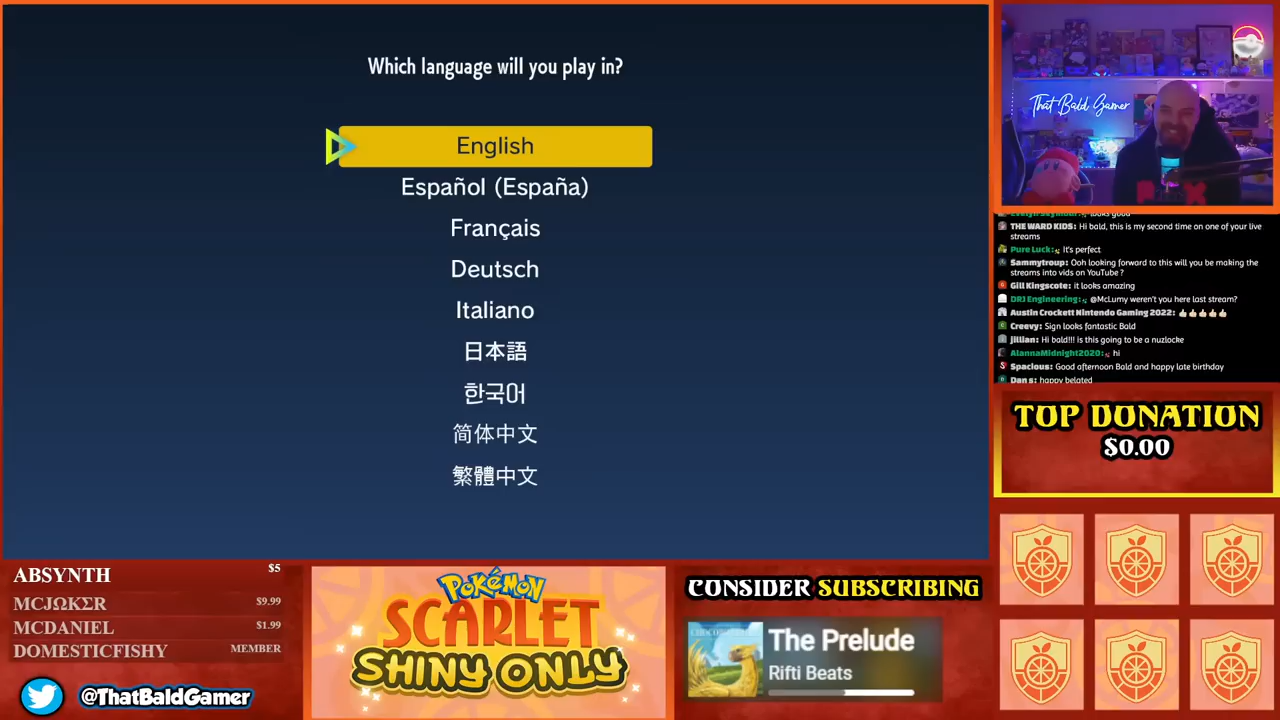 Which language will you play in?
English
Español (España)
Français
Deutsch
Italiano
日本語
한국어
简体中文
繁體中文
That Bald Gamer
looks good
THE WARD KIDS: Hi bald, this is my second time on one of your live
streams
Pure Luck: It's perfect
Sammytroup: Ooh looking forward to this will you be making the
streams into vids on YouTube ?
Gill Kingscote: it looks amazing
DRJ Engineering: @McLumy weren't you here last stream?
Austin Crockett Nintendo Gaming 2022: 👍🏻👍🏻👍🏻👍🏻👍🏻
Creevy: Sign looks fantastic Bald
jillian: Hi bald!!! is this going to be a nuzlocke
AlannaMidnight2020: hi
Spacious: Good afternoon Bald and happy late birthday
Dan s: happy belated
TOP DONATION
$0.00
ABSYNTH $5
MCJΩKΣR $9.99
MCDANIEL $1.99
DOMESTICFISHY MEMBER
@ThatBaldGamer
POKéMON
SCARLET
SHINY ONLY
CONSIDER SUBSCRIBING
The Prelude
Rifti Beats